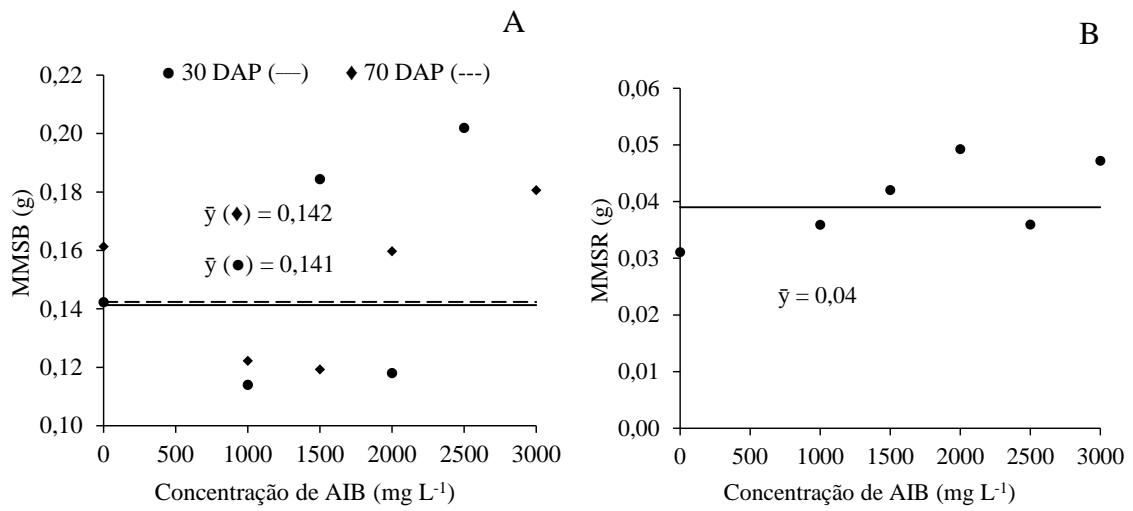 A
● 30 DAP (—) ♦ 70 DAP (---)
0,22
0,20
0,18
0,16
0,14
0,12
0,10
MMSB (g)
ȳ (♦) = 0,142
ȳ (●) = 0,141
0 500 1000 1500 2000 2500 3000
Concentração de AIB (mg L⁻¹)
B
0,06
0,05
0,04
0,03
0,02
0,01
0,00
MMSR (g)
ȳ = 0,04
0 500 1000 1500 2000 2500 3000
Concentração de AIB (mg L⁻¹)